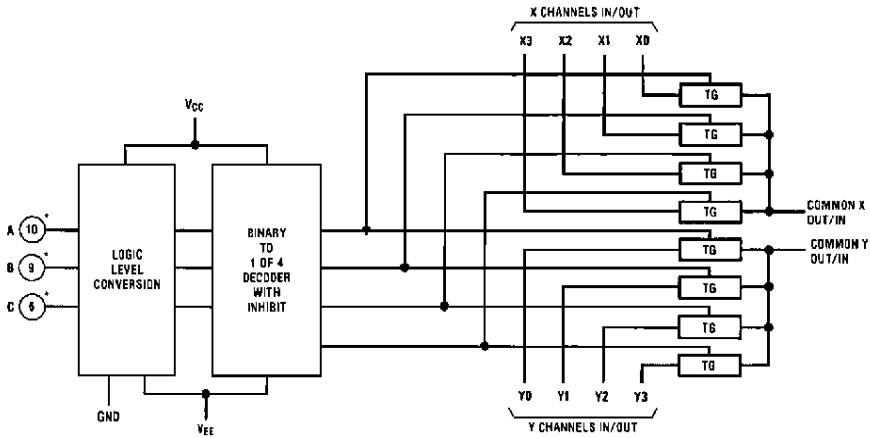 X CHANNELS IN/OUT
X3 X2 X1 X0
TG
TG
TG
TG
COMMON X
OUT/IN
TG
COMMON Y
OUT/IN
TG
TG
TG
VCC
A 10 *
B 9 *
C 6 *
LOGIC
LEVEL
CONVERSION
BINARY
TO
1 OF 4
DECODER
WITH
INHIBIT
GND
VEE
Y0 Y1 Y2 Y3
Y CHANNELS IN/OUT